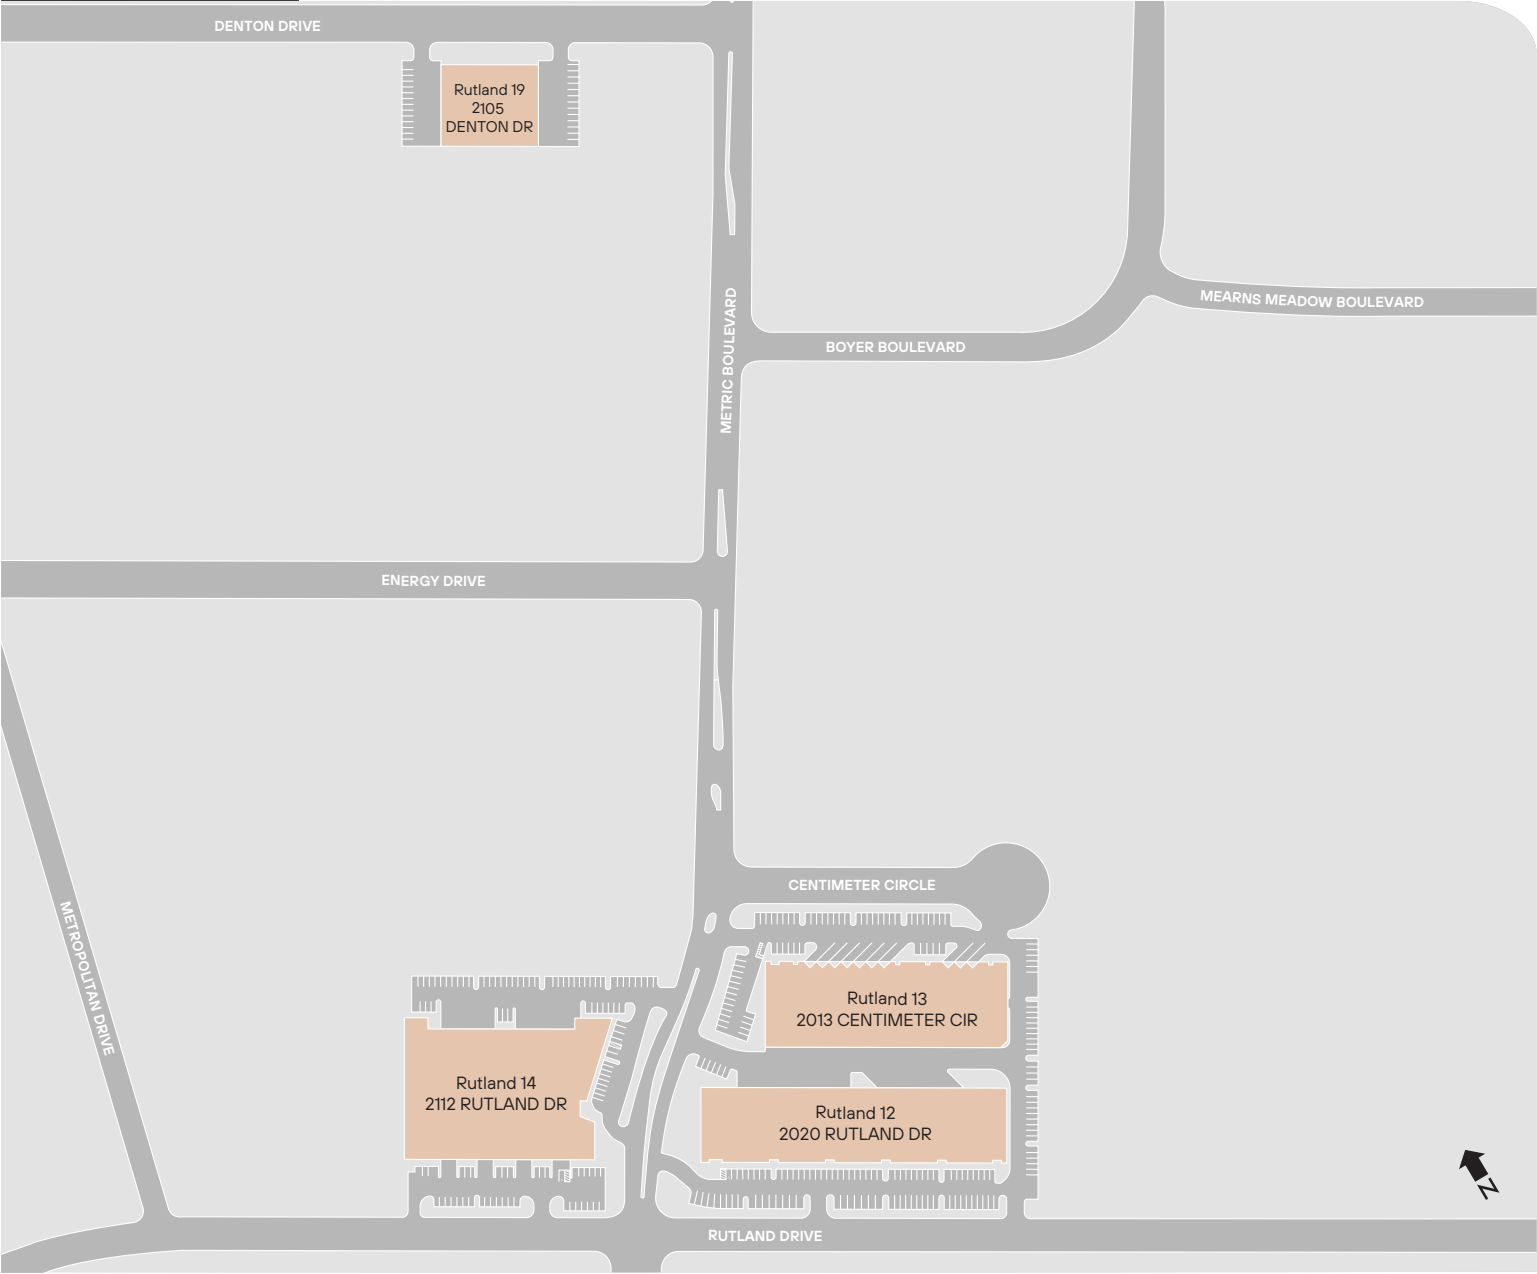 DENTON DRIVE
Rutland 19
2105
DENTON DR
METRIC BOULEVARD
MEARNS MEADOW BOULEVARD
BOYER BOULEVARD
ENERGY DRIVE
METROPOLITAN DRIVE
CENTIMETER CIRCLE
Rutland 13
2013 CENTIMETER CIR
Rutland 14
2112 RUTLAND DR
Rutland 12
2020 RUTLAND DR
N
RUTLAND DRIVE